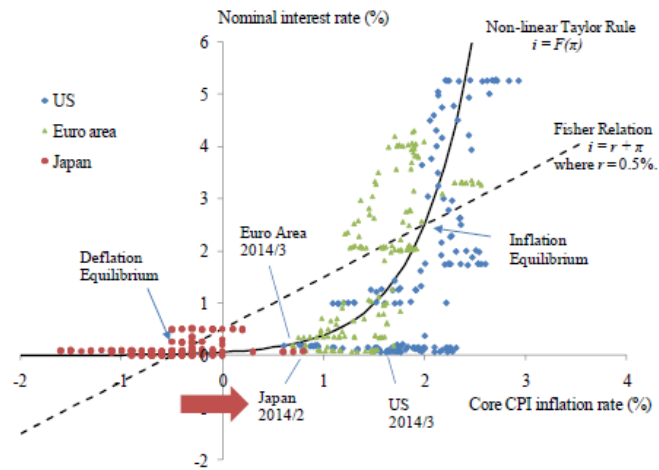 Nominal interest rate (%)
Non-linear Taylor Rule
i = F(π)
6
5
4
3
2
1
0
-1
-2
US
Euro area
Japan
Fisher Relation
i = r + π
where r = 0.5%.
Euro Area
2014/3
Deflation
Equilibrium
Inflation
Equilibrium
-2
-1
0
1
2
3
4
Japan
2014/2
US
2014/3
Core CPI inflation rate (%)